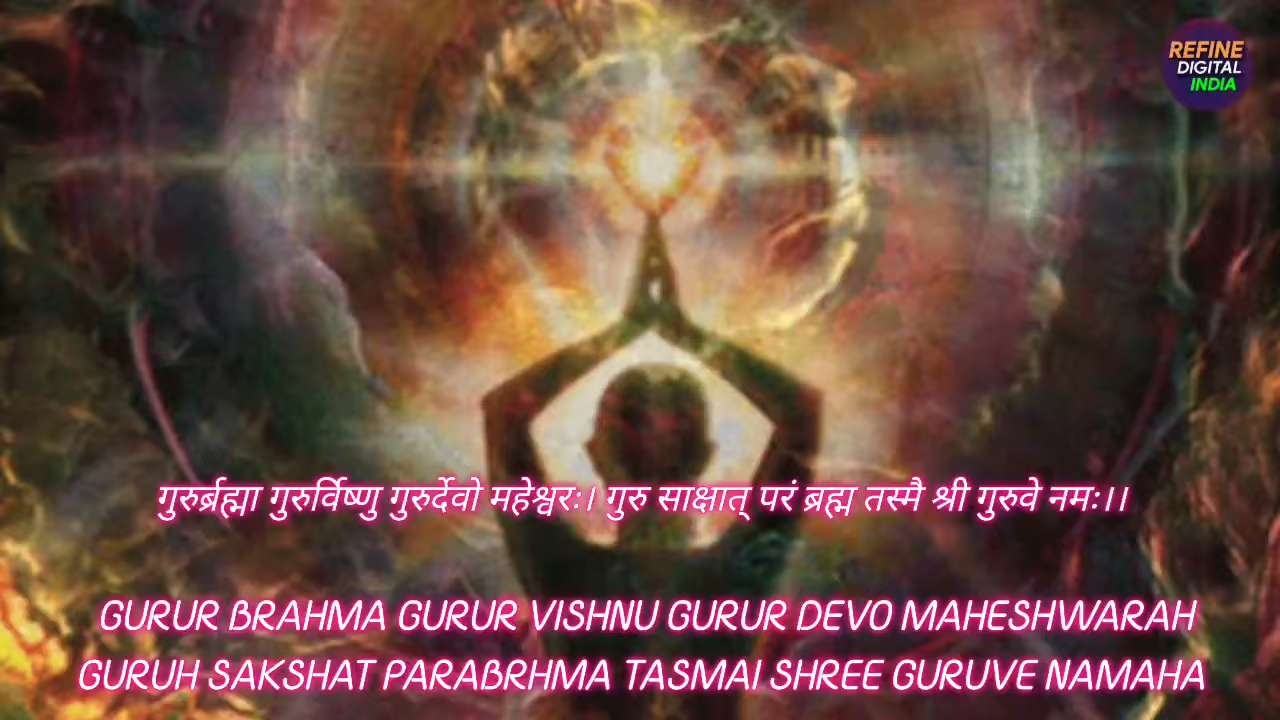 REFINE
DIGITAL
INDIA
गुरुर्ब्रह्मा गुरुर्विष्णु गुरुर्देवो महेश्वरः। गुरु साक्षात् परं ब्रह्म तस्मै श्री गुरुवे नमः।।
GURUR BRAHMA GURUR VISHNU GURUR DEVO MAHESHWARAH
GURUH SAKSHAT PARABRHMA TASMAI SHREE GURUVE NAMAHA